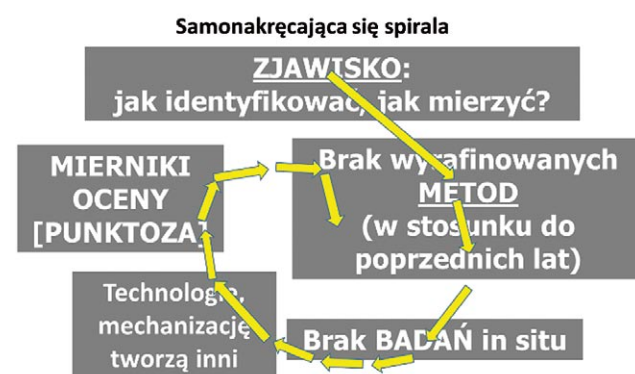 Samonakręcająca się spirala
ZJAWISKO:
jak identyfikować, jak mierzyć?
MIERNIKI
OCENY
[PUNKTOZA]
Brak wyrafinowanych
METOD
(w stosunku do
poprzednich lat)
Technologie,
mechanizację
tworzą inni
Brak BADAŃ in situ